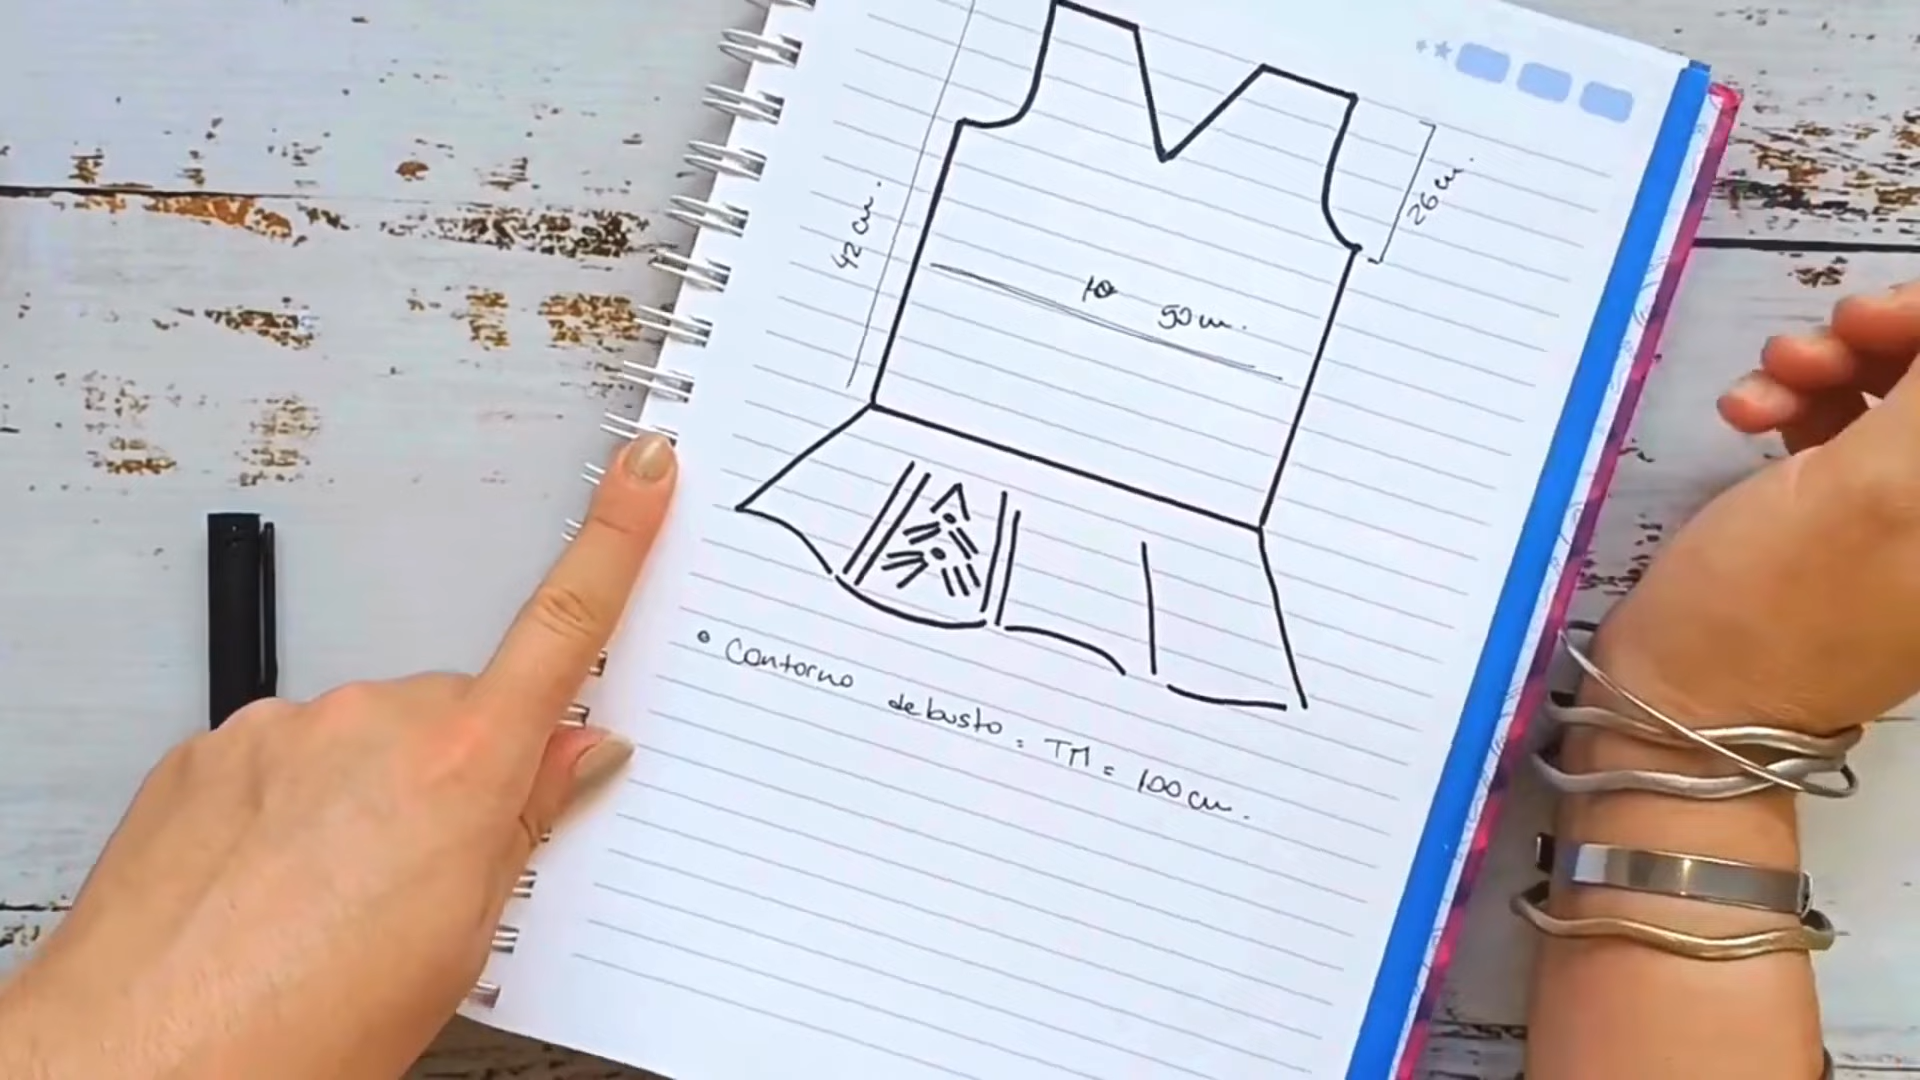 26 cm.
42 cm.
50 cm.
• Contorno de busto = TM = 100 cm.